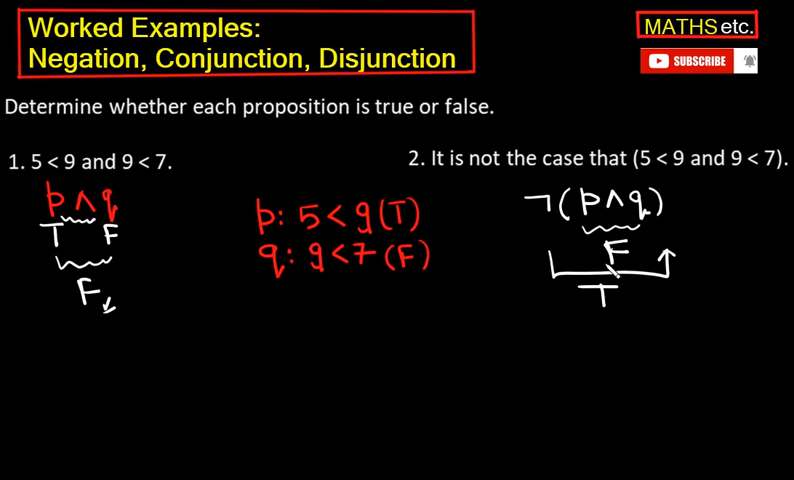 Worked Examples:
Negation, Conjunction, Disjunction
MATHS etc.
SUBSCRIBE
Determine whether each proposition is true or false.
1. 5 < 9 and 9 < 7.
2. It is not the case that (5 < 9 and 9 < 7).
p ∧ q
T F
F
p: 5 < 9 (T)
q: 9 < 7 (F)
¬(p ∧ q)
F
T